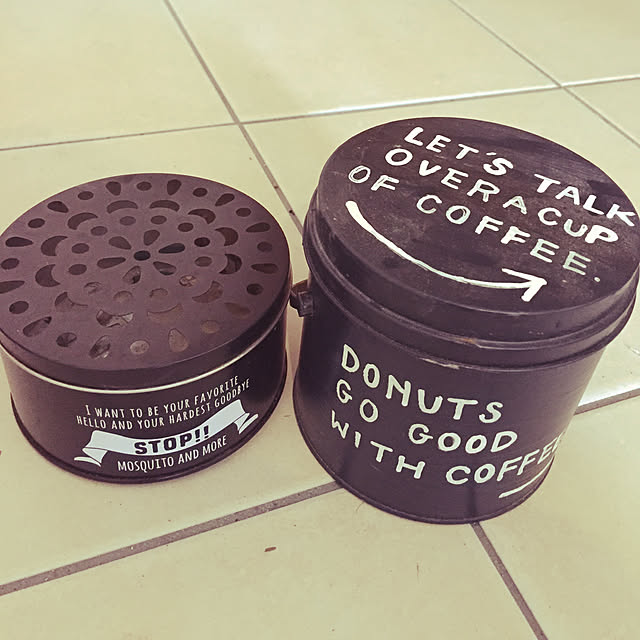 I WANT TO BE YOUR FAVORITE
HELLO AND YOUR HARDEST GOODBYE
STOP!!
MOSQUITO AND MORE
LET'S TALK
OVER A CUP
OF COFFEE.
DONUTS
GO GOOD
WITH COFFEE